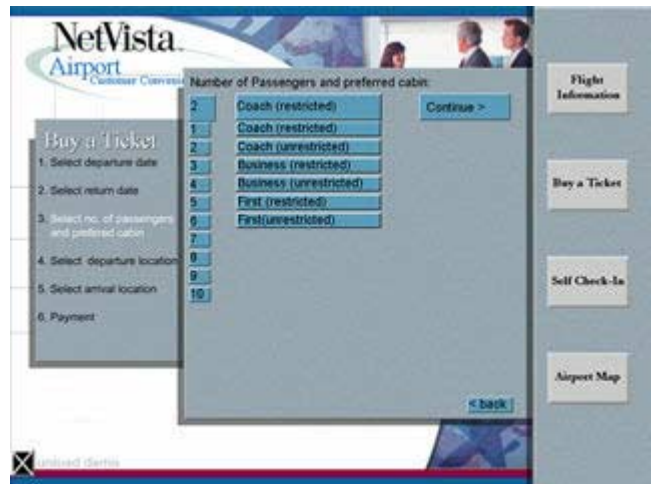 NetVista
Airport
Customer Conveni
Number of Passengers and preferred cabin:
2 Coach (restricted) Continue >
1 Coach (restricted)
2 Coach (unrestricted)
3 Business (restricted)
4 Business (unrestricted)
5 First (restricted)
6 First(unrestricted)
7
8
9
10
< back
Buy a Ticket
1. Select departure date
2. Select return date
3. Select no. of passengers
and preferred cabin
4. Select departure location
5. Select arrival location
6. Payment
Flight
Information
Buy a Ticket
Self Check-In
Airport Map
unload demo